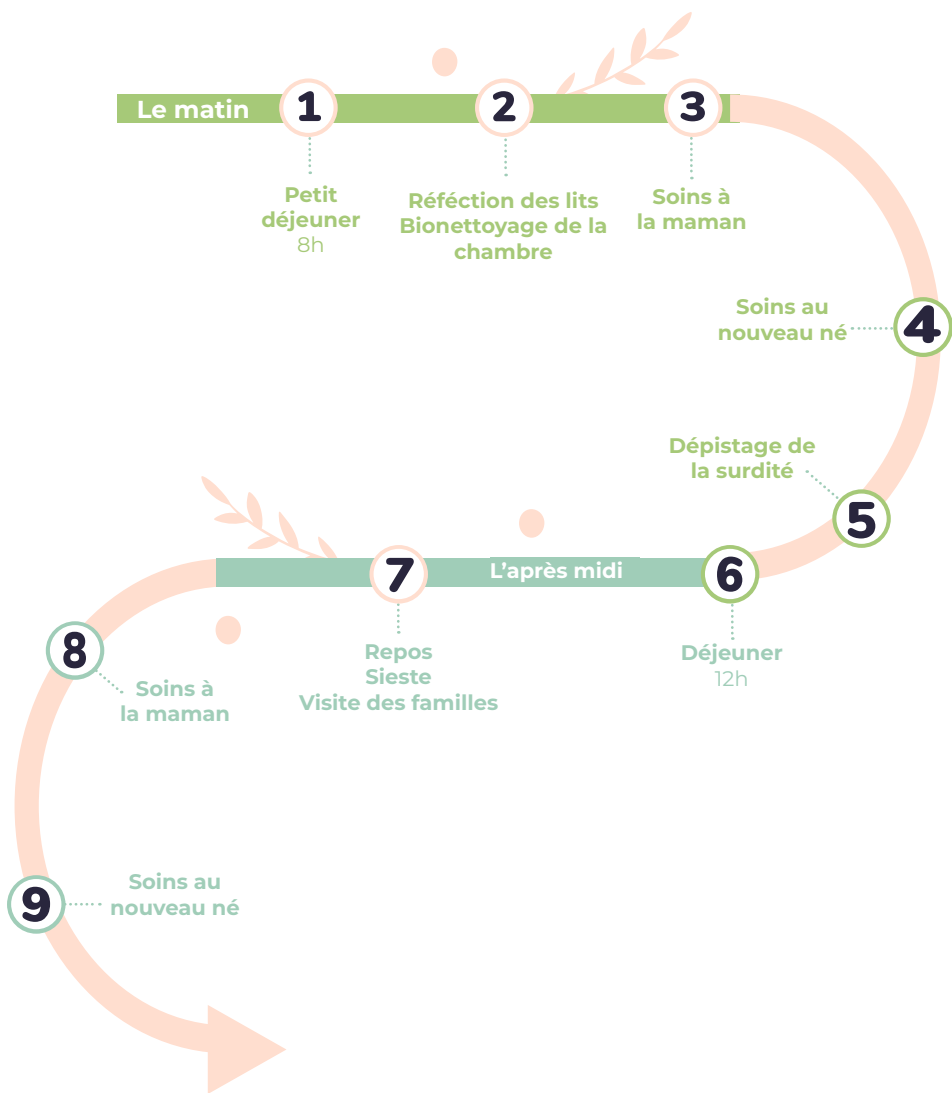 Le matin
1
2
3
Petit
déjeuner
8h
Réféction des lits
Bionettoyage de la
chambre
Soins à
la maman
Soins au
nouveau né
4
Dépistage de
la surdité
5
6
L'après midi
7
Déjeuner
12h
Repos
Sieste
Visite des familles
8
Soins à
la maman
9
Soins au
nouveau né